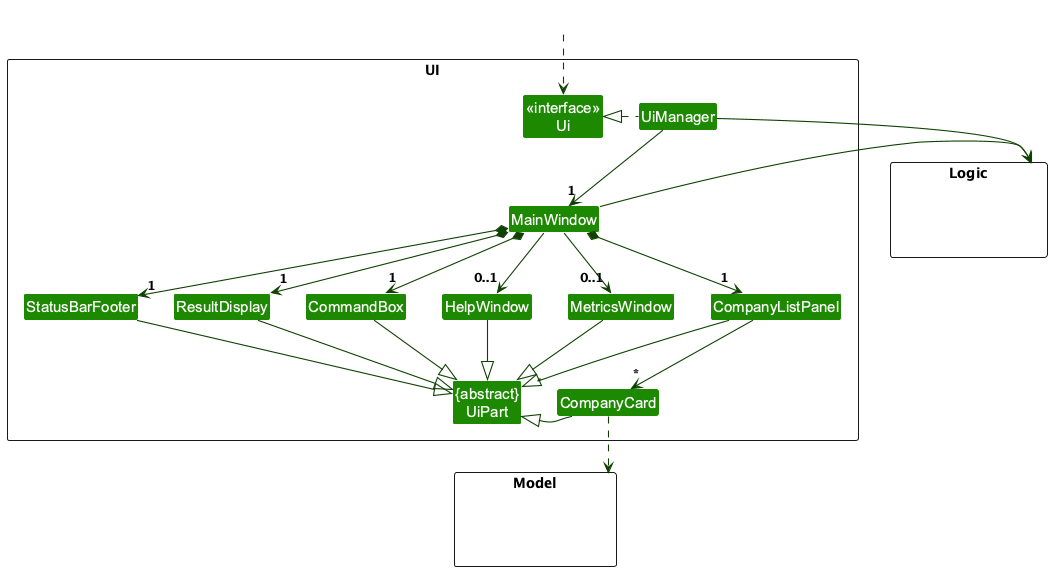 UI
«interface»
Ui
UiManager
Logic
1
MainWindow
1
1
1
0..1
0..1
1
StatusBarFooter
ResultDisplay
CommandBox
HelpWindow
MetricsWindow
CompanyListPanel
*
{abstract}
UiPart
CompanyCard
Model